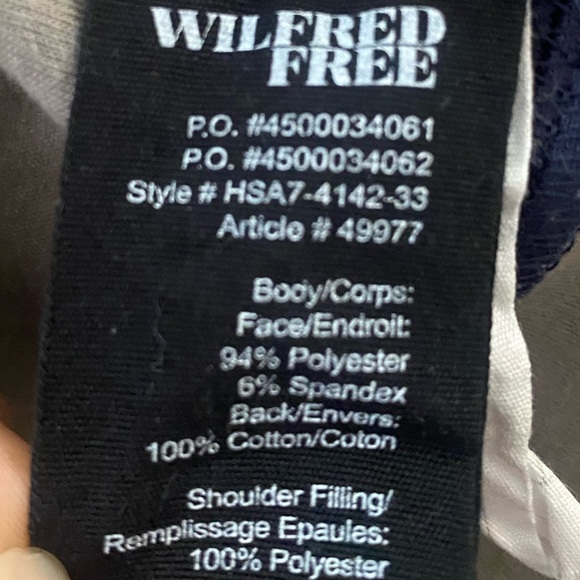 WILFRED
FREE
P.O. #4500034061
P.O. #4500034062
Style # HSA7-4142-33
Article # 49977
Body/Corps:
Face/Endroit:
94% Polyester
6% Spandex
Back/Envers:
100% Cotton/Coton
Shoulder Filling/
Remplissage Epaules:
100% Polyester